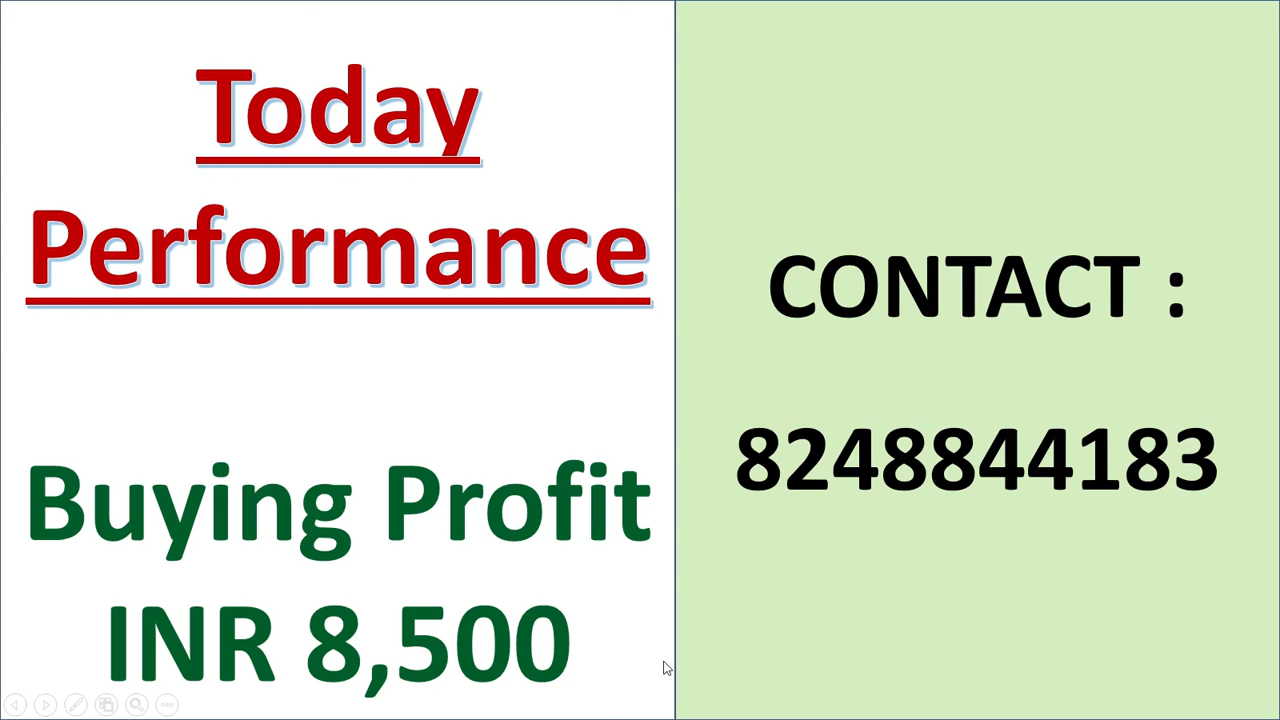 Today
Performance
Buying Profit
INR 8,500
CONTACT :
8248844183